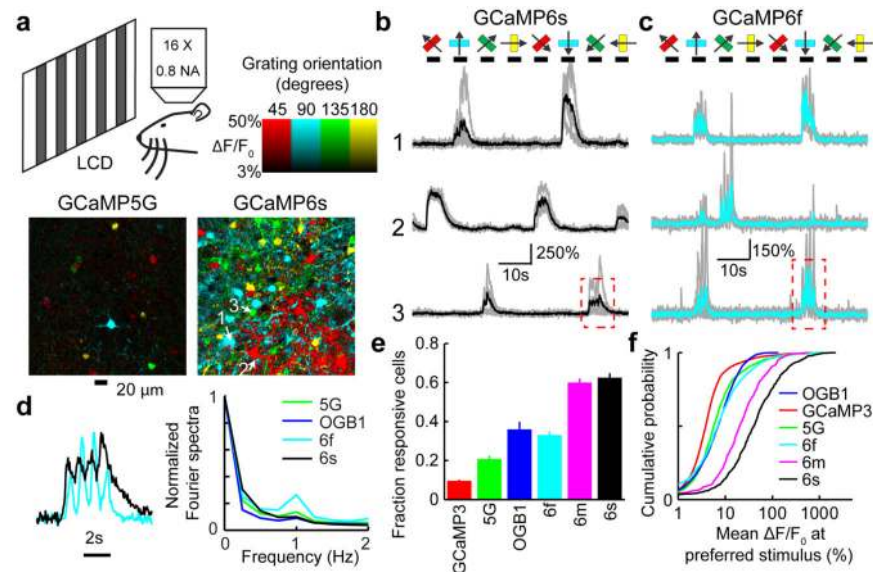 a
16 X
0.8 NA
LCD
Grating orientation
(degrees)
45 90 135 180
50%
ΔF/F0
3%
GCaMP5G
GCaMP6s
3
1
2
20 µm
b
GCaMP6s
1
2
3
250%
10s
c
GCaMP6f
150%
10s
d
2s
Normalized
Fourier spectra
1
0
5G
OGB1
6f
6s
0 1 2
Frequency (Hz)
e
Fraction responsive cells
0.8
0.6
0.4
0.2
0
GCaMP3
5G
OGB1
6f
6m
6s
f
Cumulative probability
1
0
OGB1
GCaMP3
5G
6f
6m
6s
1 10 100 1000
Mean ΔF/F0 at
preferred stimulus (%)